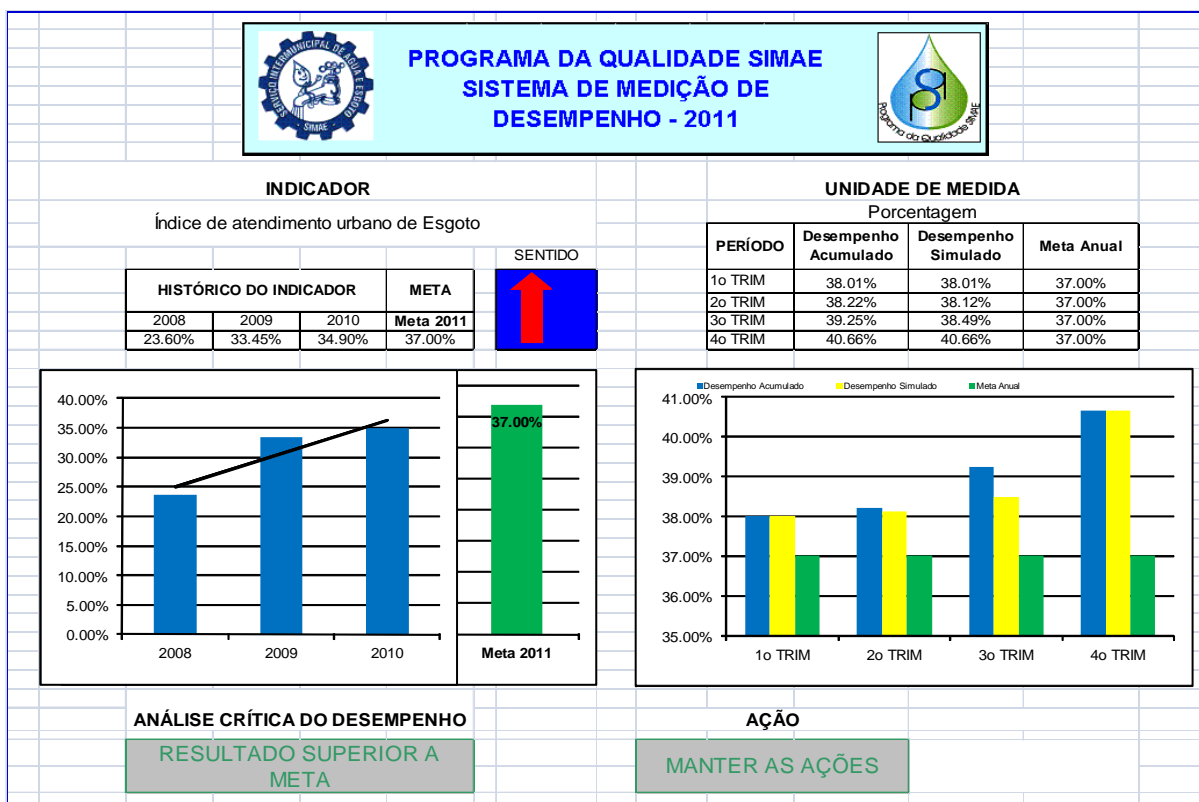 PROGRAMA DA QUALIDADE SIMAE
SISTEMA DE MEDIÇÃO DE
DESEMPENHO - 2011
SERVIÇO INTERMUNICIPAL DE ÁGUA E ESGOTO
- SIMAE -
PSQ
Programa da Qualidade SIMAE
INDICADOR
Índice de atendimento urbano de Esgoto
SENTIDO
HISTÓRICO DO INDICADOR META
2008 2009 2010 Meta 2011
23.60% 33.45% 34.90% 37.00%
UNIDADE DE MEDIDA
Porcentagem
PERÍODO Desempenho Acumulado Desempenho Simulado Meta Anual
1o TRIM 38.01% 38.01% 37.00%
2o TRIM 38.22% 38.12% 37.00%
3o TRIM 39.25% 38.49% 37.00%
4o TRIM 40.66% 40.66% 37.00%
40.00%
35.00%
30.00%
25.00%
20.00%
15.00%
10.00%
5.00%
0.00%
2008 2009 2010
37.00%
Meta 2011
Desempenho Acumulado Desempenho Simulado Meta Anual
41.00%
40.00%
39.00%
38.00%
37.00%
36.00%
35.00%
1o TRIM 2o TRIM 3o TRIM 4o TRIM
ANÁLISE CRÍTICA DO DESEMPENHO
RESULTADO SUPERIOR A
META
AÇÃO
MANTER AS AÇÕES